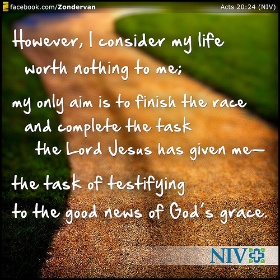 facebook.com/Zondervan
Acts 20:24 (NIV)
However, I consider my life
worth nothing to me;
my only aim is to finish the race
and complete the task
the Lord Jesus has given me—
the task of testifying
to the good news of God's grace.
NIV